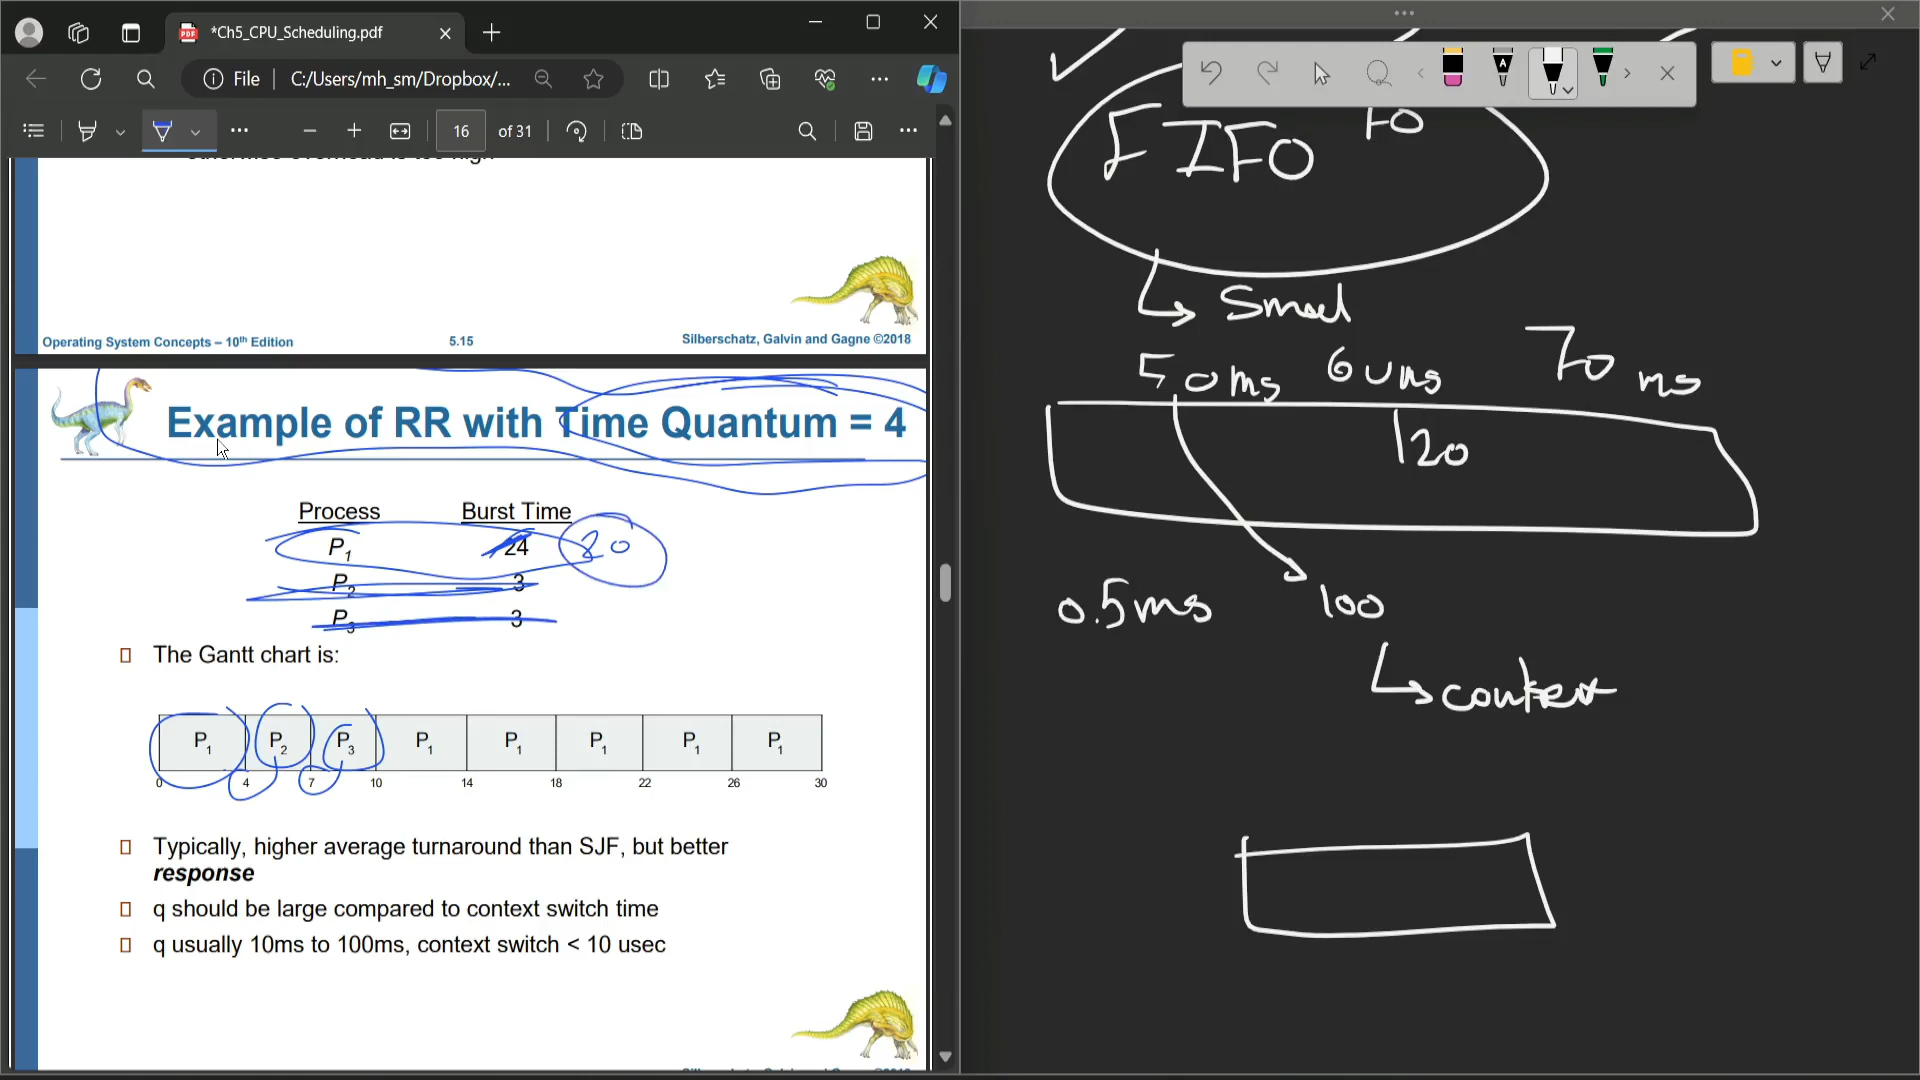 *Ch5_CPU_Scheduling.pdf
File
C:/Users/mh_sm/Dropbox/...
16 of 31
Operating System Concepts – 10th Edition
5.15
Silberschatz, Galvin and Gagne ©2018
Example of RR with Time Quantum = 4
Process Burst Time
P1 24 20
P2 3
P3 3
The Gantt chart is:
P1 P2 P3 P1 P1 P1 P1 P1
0 4 7 10 14 18 22 26 30
Typically, higher average turnaround than SJF, but better
response
q should be large compared to context switch time
q usually 10ms to 100ms, context switch < 10 usec
FIFO
Small
50ms 60ms 70 ms
120
0.5ms
100
context